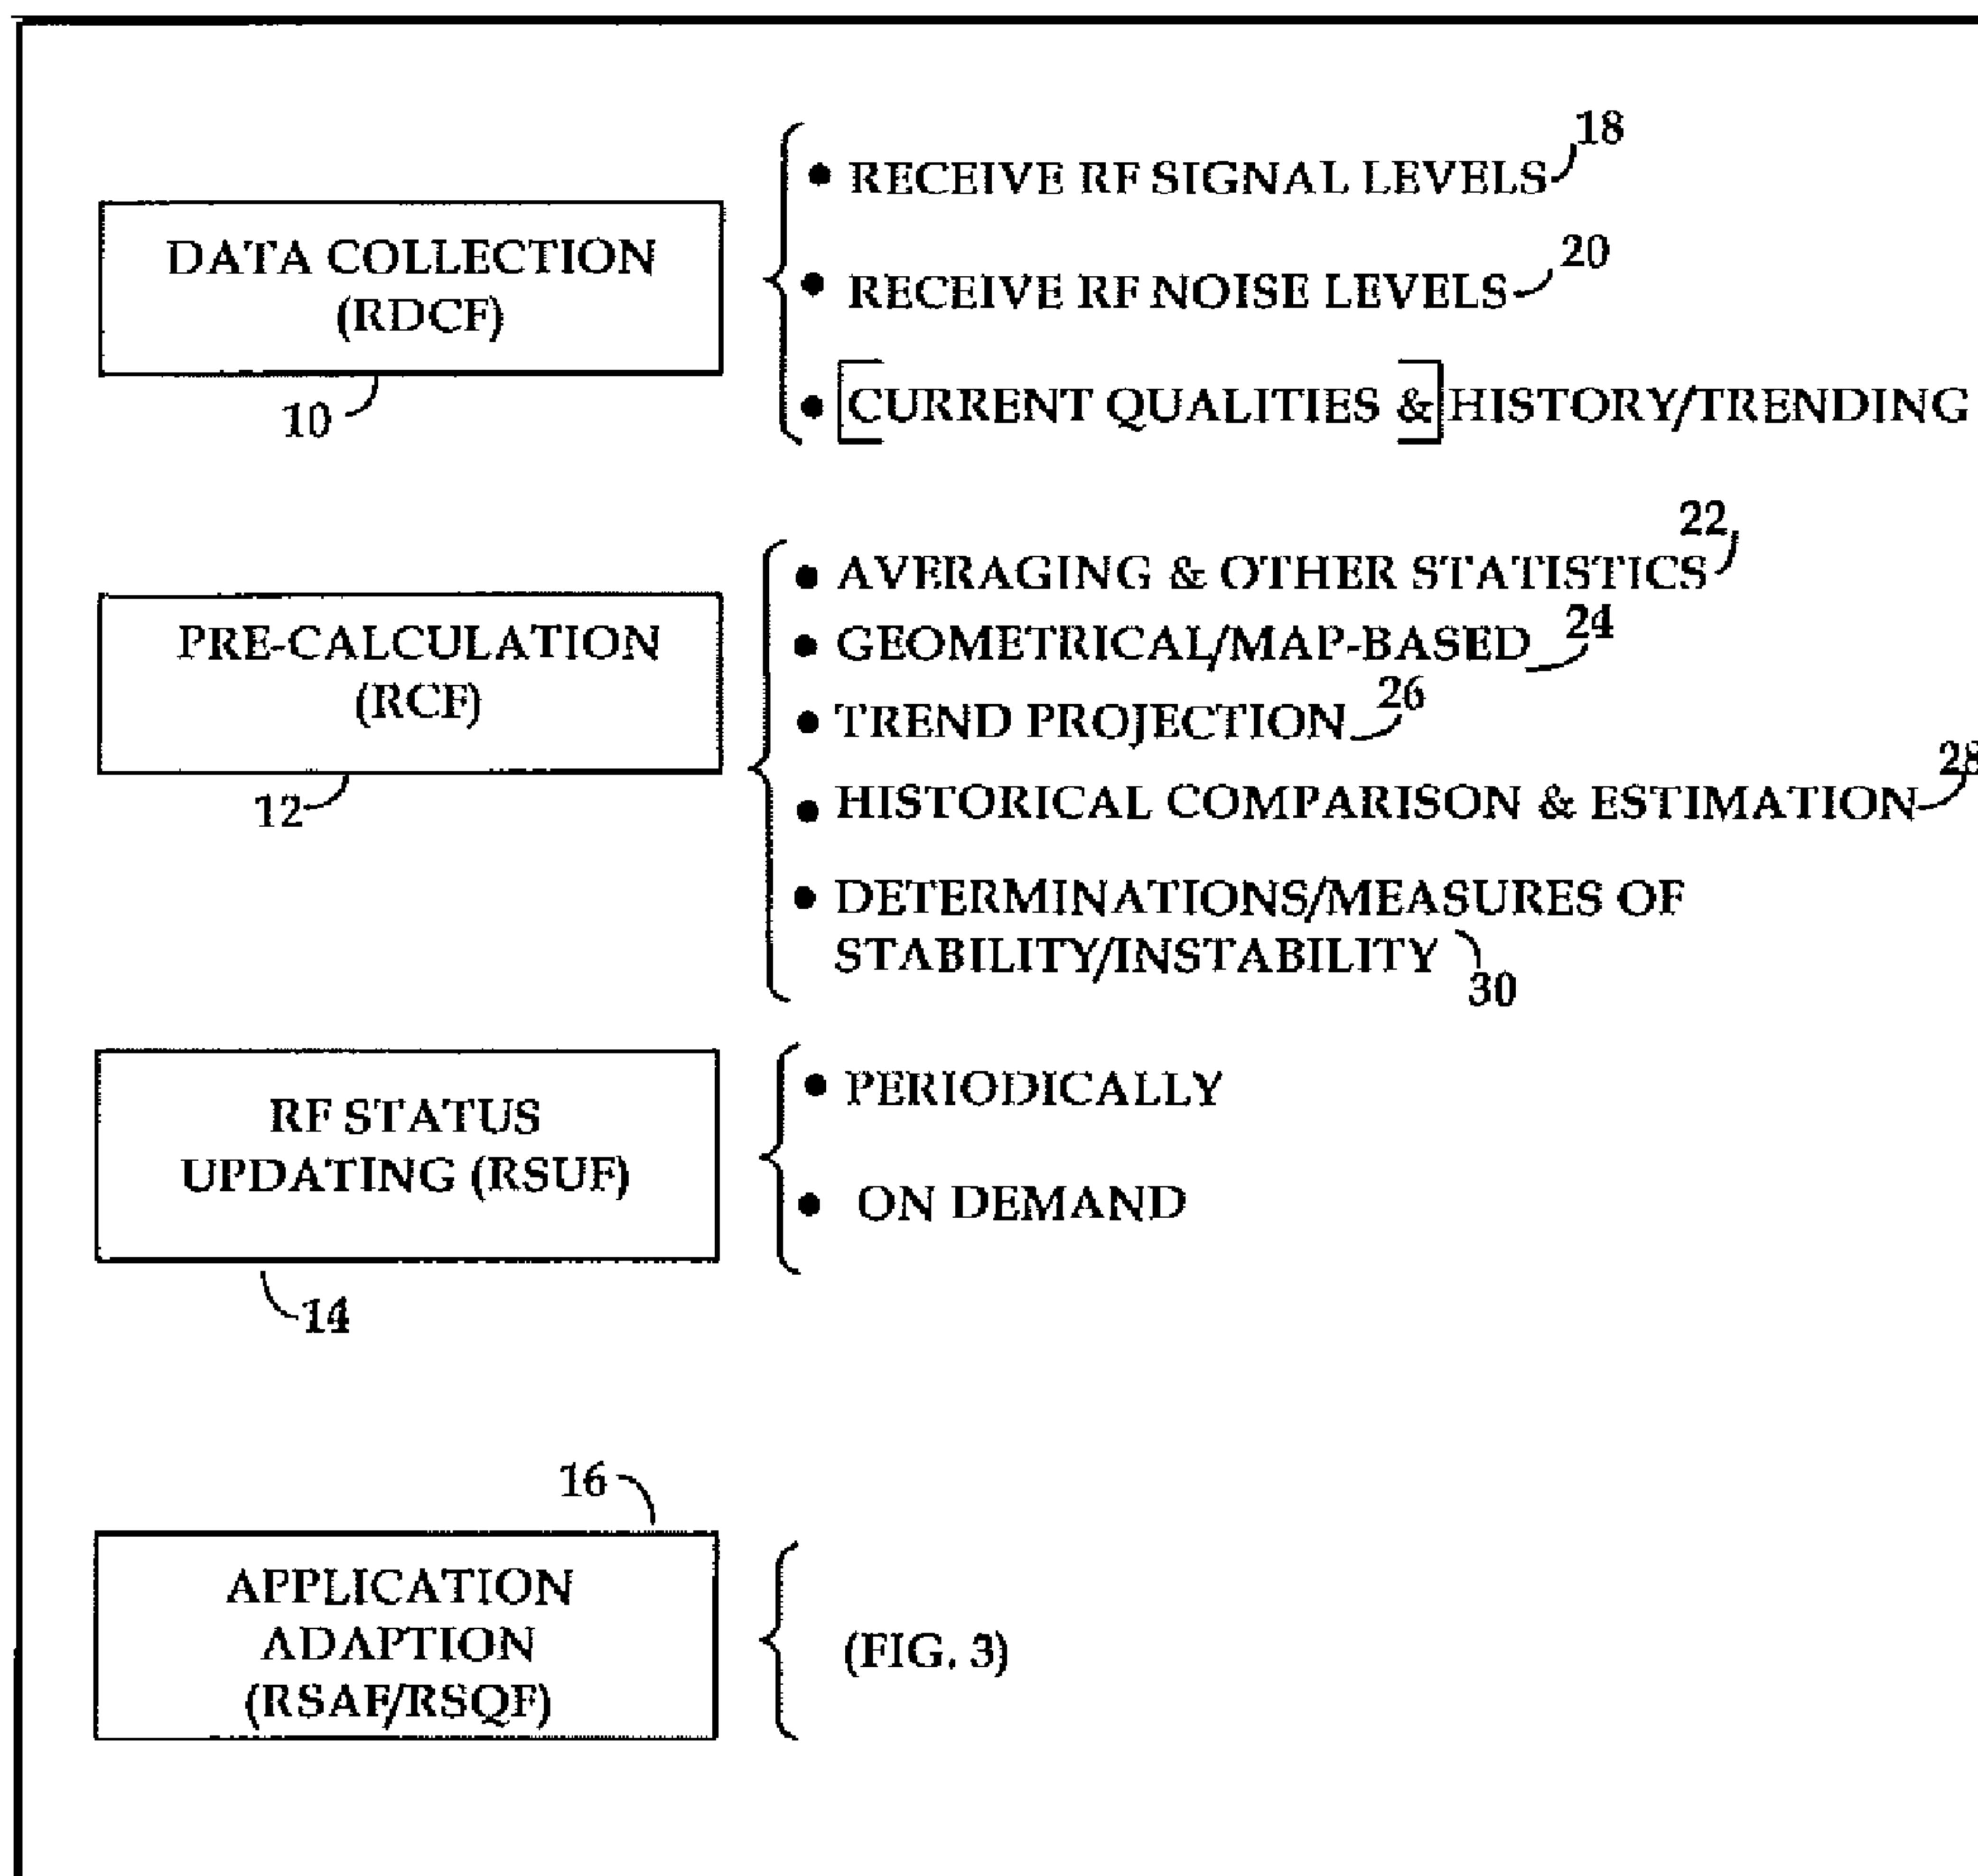 DATA COLLECTION
(RDCF)
10
• RECEIVE RF SIGNAL LEVELS 18
• RECEIVE RF NOISE LEVELS 20
• [CURRENT QUALITIES &] HISTORY/TRENDING
PRE-CALCULATION
(RCF)
12
• AVERAGING & OTHER STATISTICS 22
• GEOMETRICAL/MAP-BASED 24
• TREND PROJECTION 26
• HISTORICAL COMPARISON & ESTIMATION 28
• DETERMINATIONS/MEASURES OF
STABILITY/INSTABILITY 30
RF STATUS
UPDATING (RSUF)
14
• PERIODICALLY
• ON DEMAND
16
APPLICATION
ADAPTION
(RSAF/RSQF)
(FIG. 3)